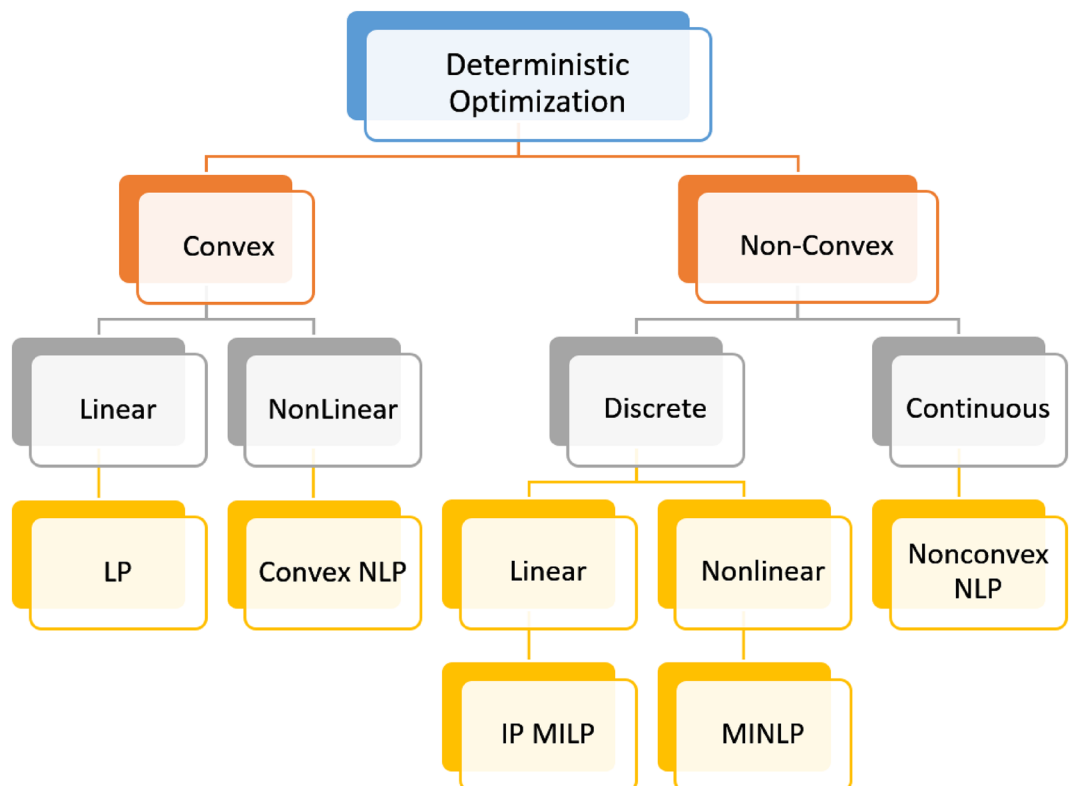 Deterministic
Optimization
Convex
Non-Convex
Linear
NonLinear
Discrete
Continuous
LP
Convex NLP
Linear
Nonlinear
Nonconvex
NLP
IP MILP
MINLP